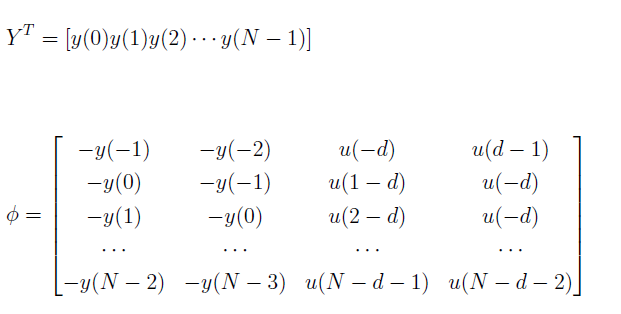 Y^T = [y(0)y(1)y(2) ··· y(N − 1)]
−y(−1) −y(−2) u(−d) u(d − 1)
−y(0) −y(−1) u(1 − d) u(−d)
ϕ = −y(1) −y(0) u(2 − d) u(−d)
··· ··· ··· ···
−y(N − 2) −y(N − 3) u(N − d − 1) u(N − d − 2)